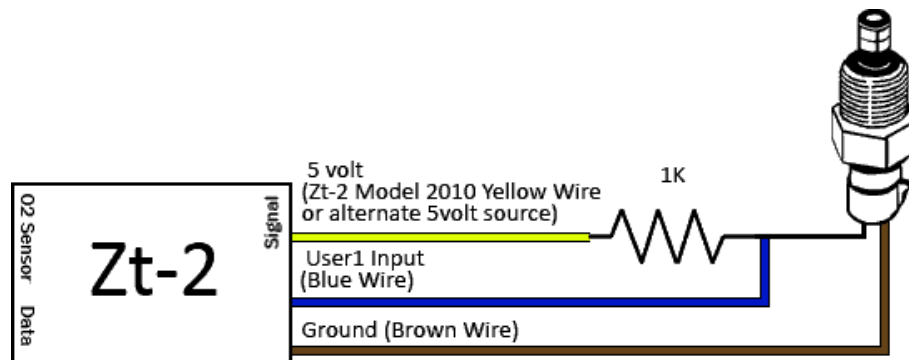 5 volt
(Zt-2 Model 2010 Yellow Wire
or alternate 5volt source)
1K
O2 Sensor
Data
Zt-2
Signal
User1 Input
(Blue Wire)
Ground (Brown Wire)